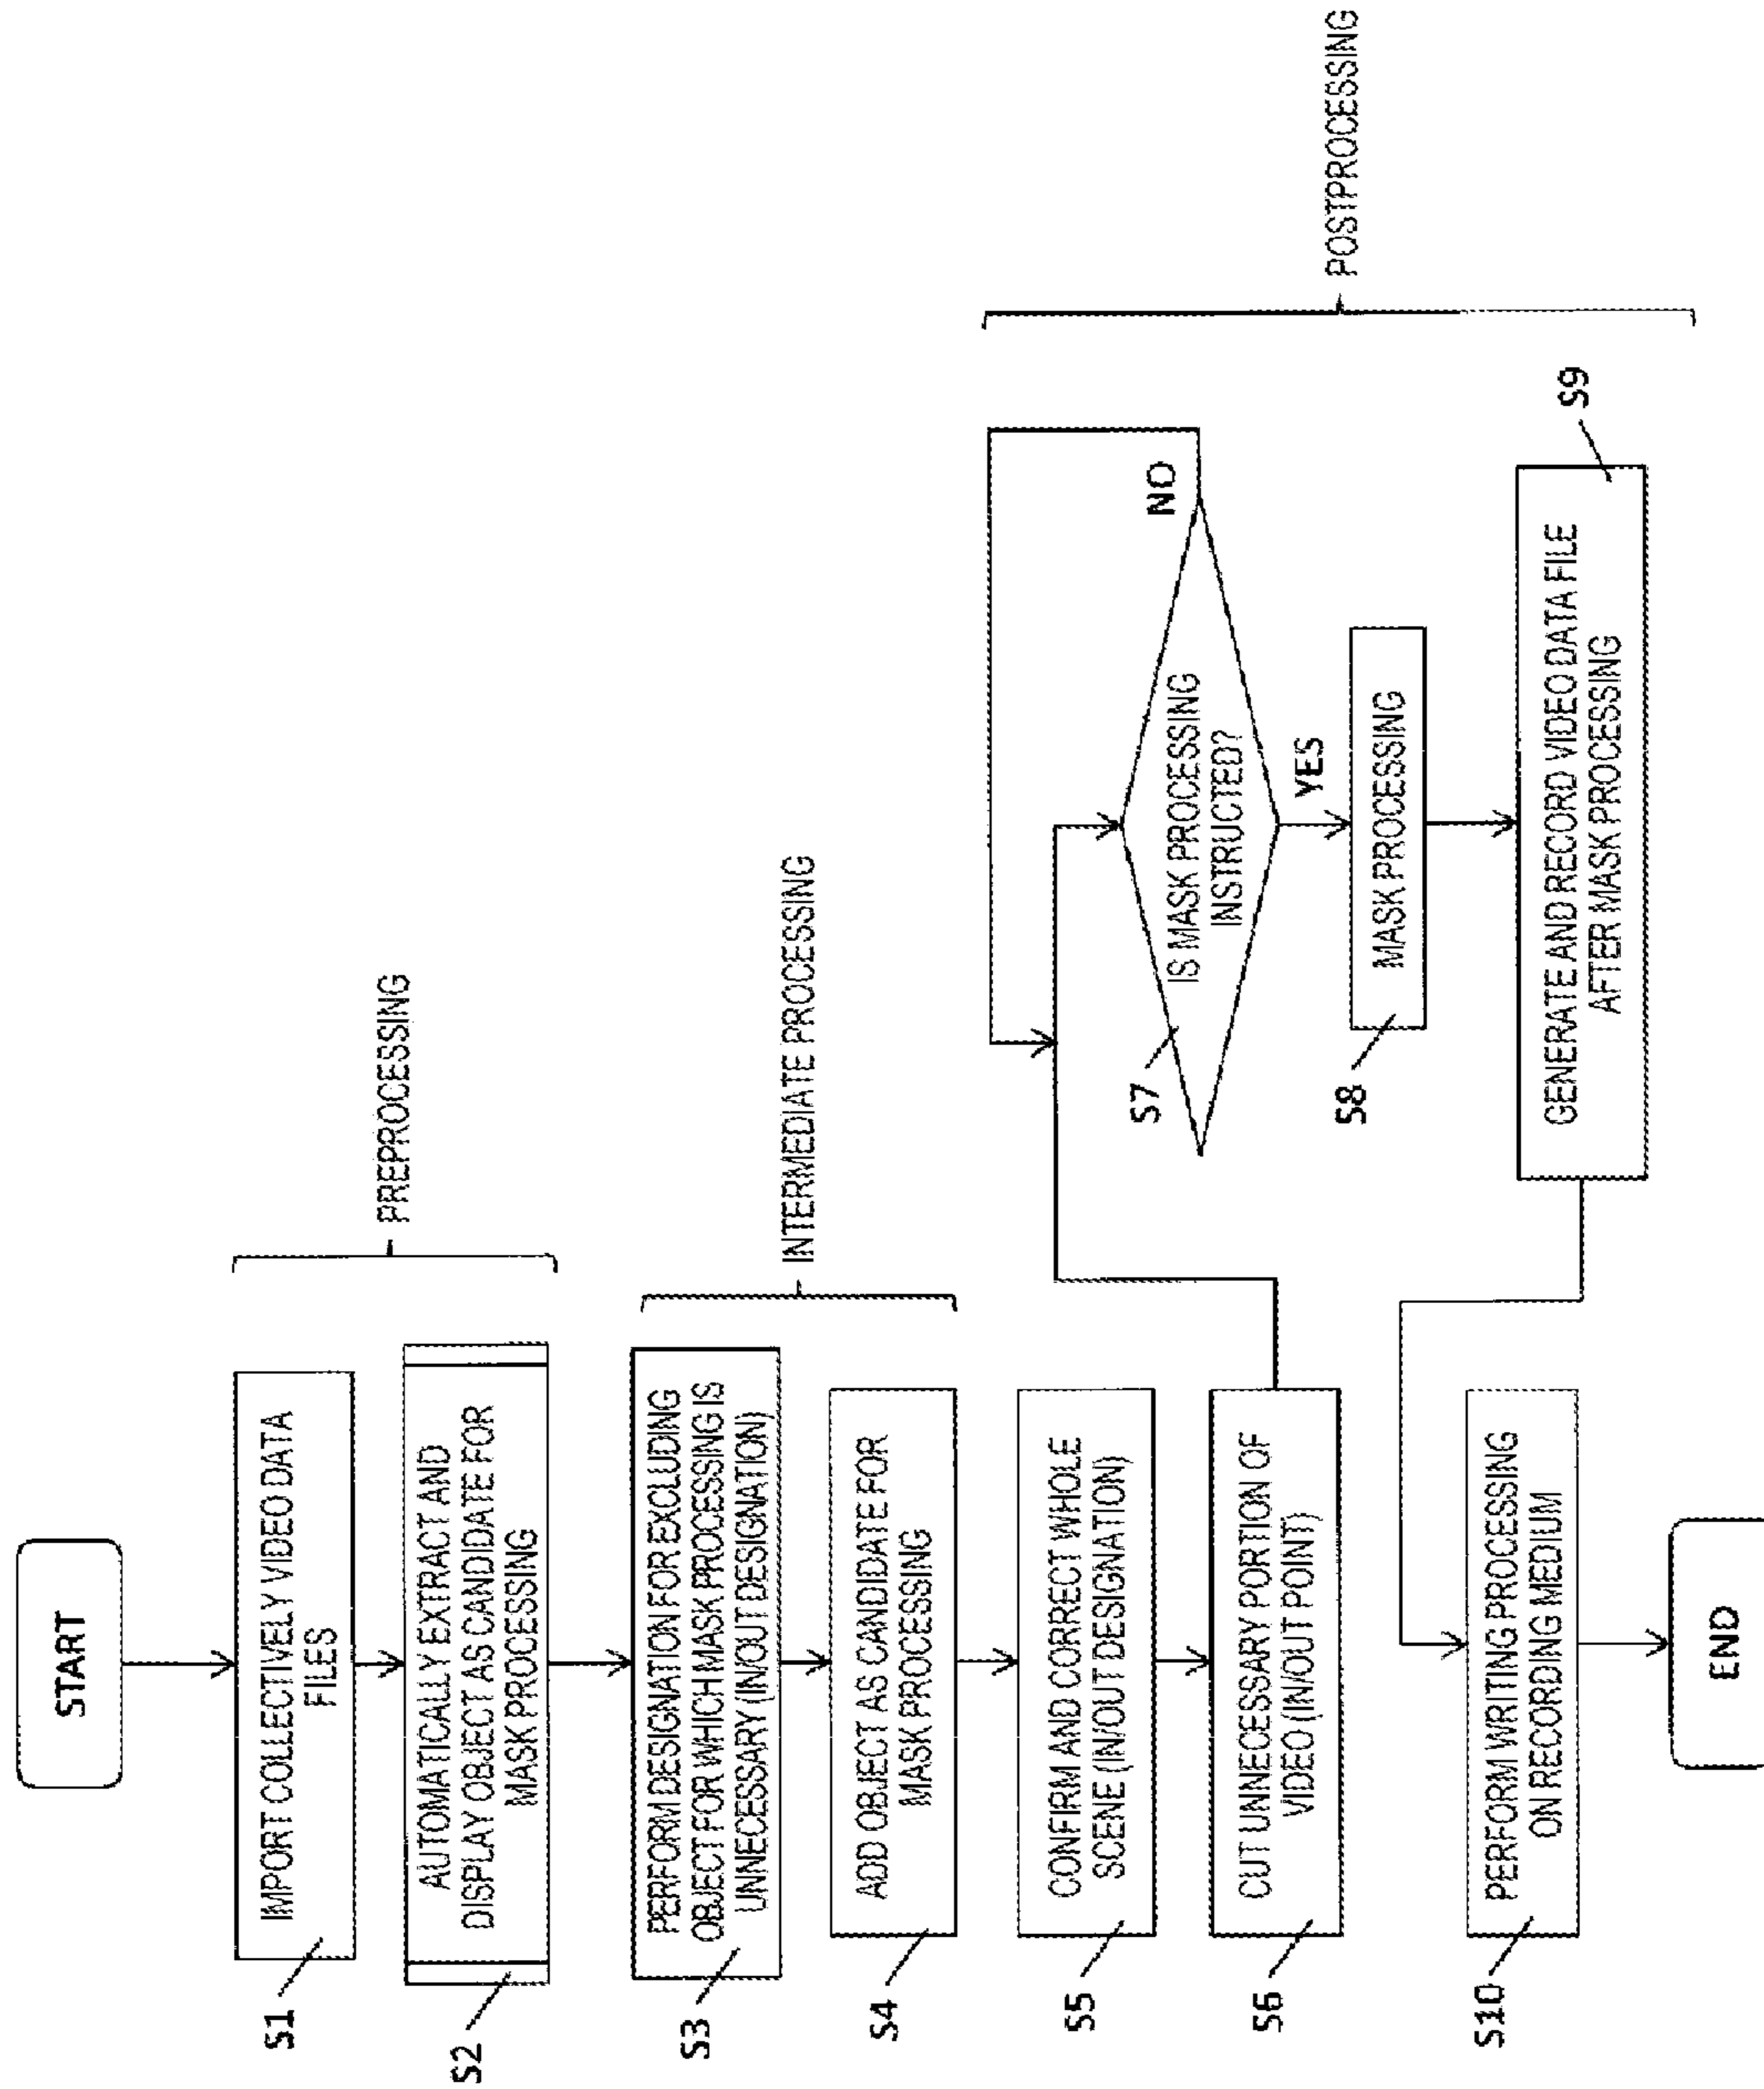 START
S1
IMPORT COLLECTIVELY VIDEO DATA
FILES
S2
AUTOMATICALLY EXTRACT AND
DISPLAY OBJECT AS CANDIDATE FOR
MASK PROCESSING
PREPROCESSING
S3
PERFORM DESIGNATION FOR EXCLUDING
OBJECT FOR WHICH MASK PROCESSING IS
UNNECESSARY (IN/OUT DESIGNATION)
S4
ADD OBJECT AS CANDIDATE FOR
MASK PROCESSING
INTERMEDIATE PROCESSING
S5
CONFIRM AND CORRECT WHOLE
SCENE (IN/OUT DESIGNATION)
S6
CUT UNNECESSARY PORTION OF
VIDEO (IN/OUT POINT)
S7
IS MASK PROCESSING
INSTRUCTED?
NO
YES
S8
MASK PROCESSING
S9
GENERATE AND RECORD VIDEO DATA FILE
AFTER MASK PROCESSING
POSTPROCESSING
S10
PERFORM WRITING PROCESSING
ON RECORDING MEDIUM
END